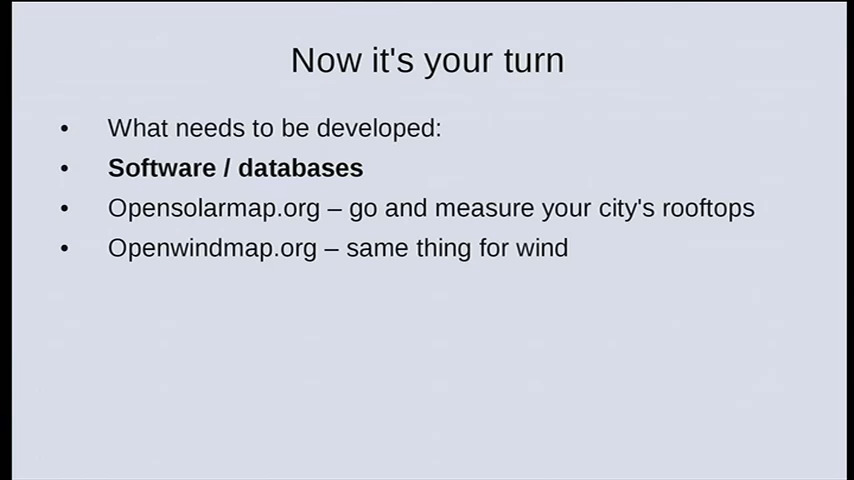 Now it's your turn
• What needs to be developed:
• Software / databases
• Opensolarmap.org – go and measure your city's rooftops
• Openwindmap.org – same thing for wind